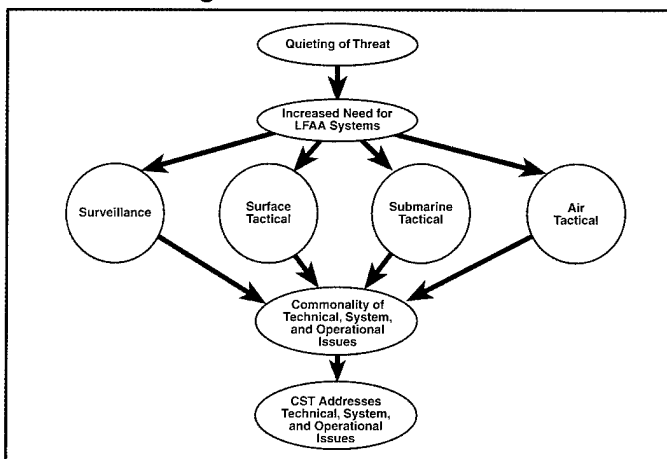 Quieting of Threat
Increased Need for
LFAA Systems
Surveillance
Surface
Tactical
Submarine
Tactical
Air
Tactical
Commonality of
Technical, System,
and Operational
Issues
CST Addresses
Technical, System,
and Operational
Issues